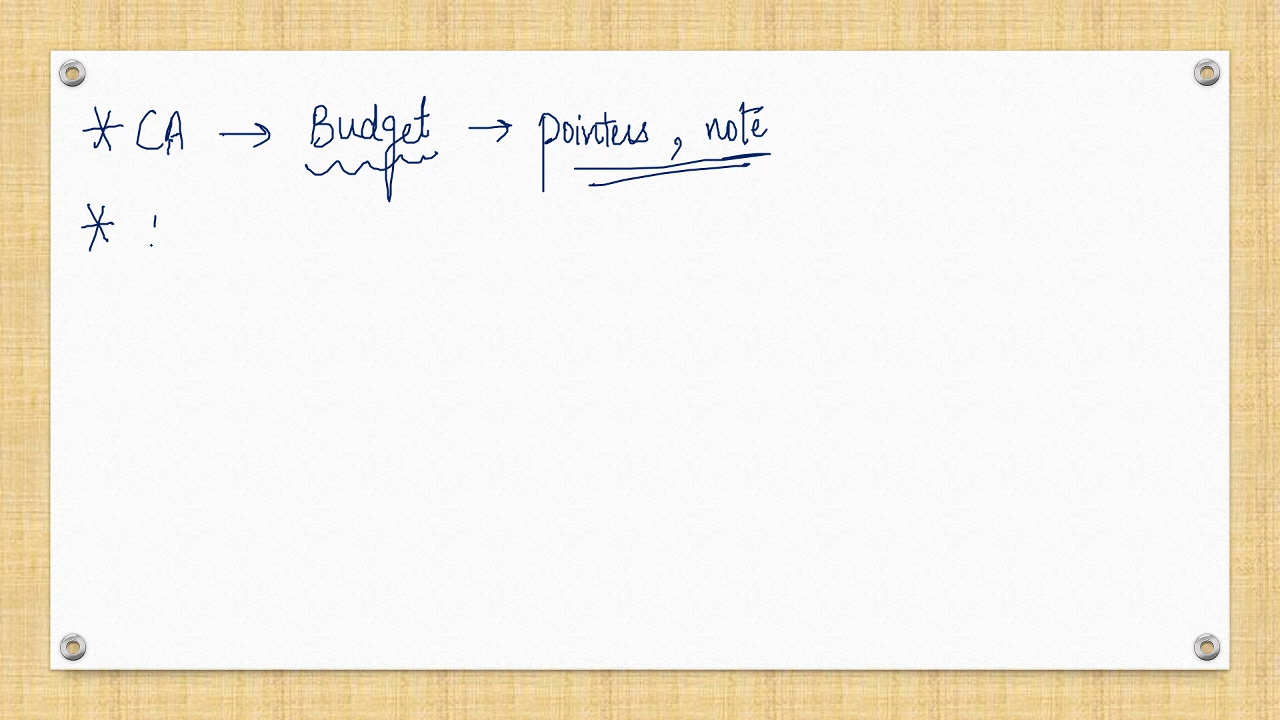 * CA → Budget → pointers, note
*